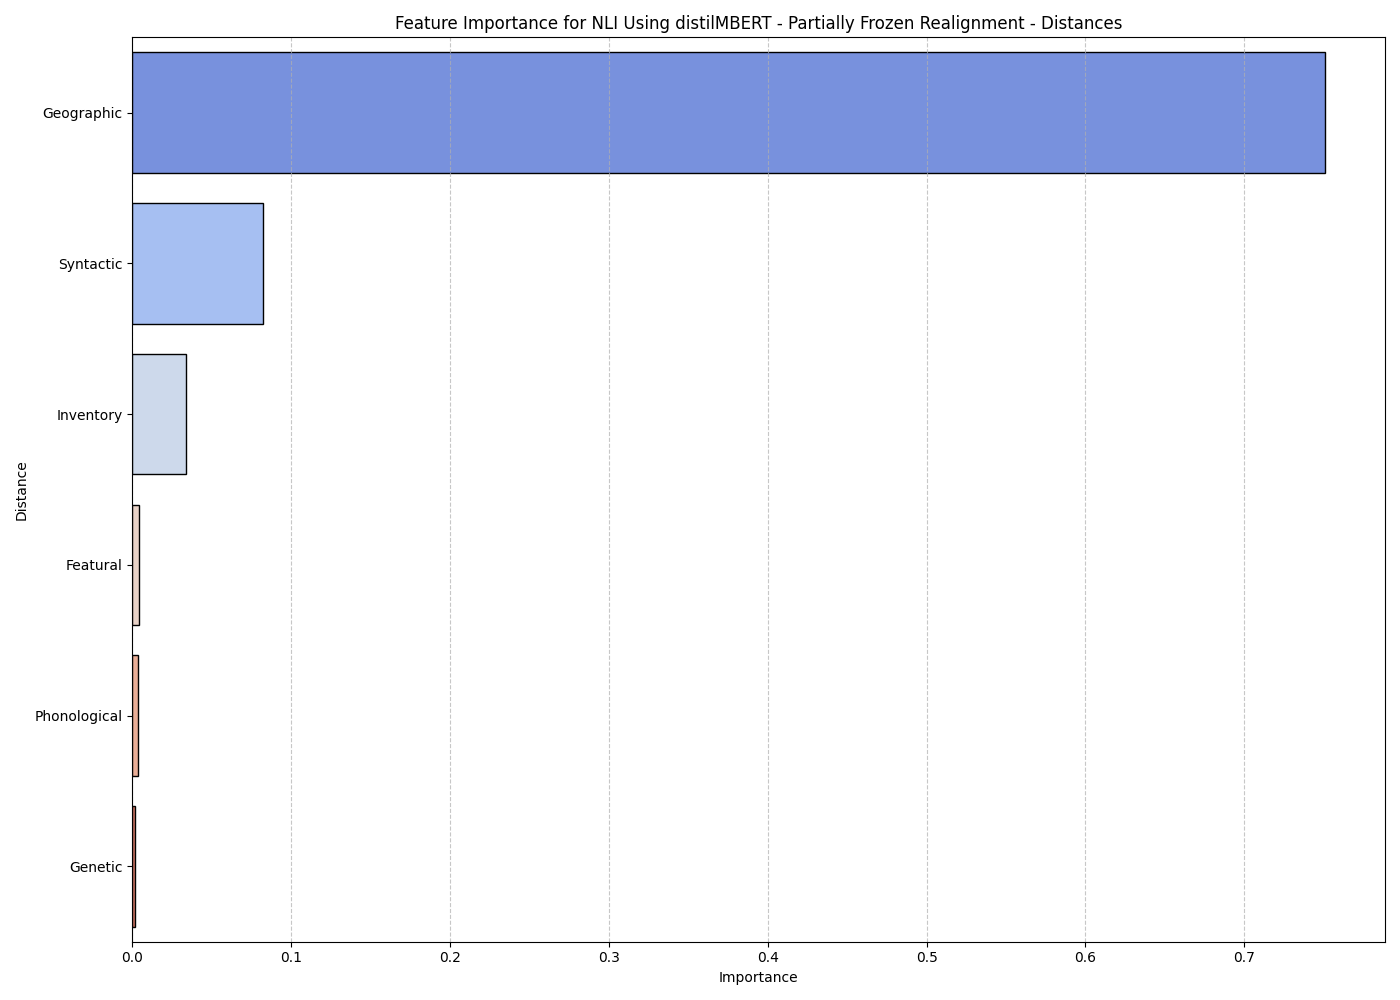 Feature Importance for NLI Using distilMBERT - Partially Frozen Realignment - Distances
Geographic
Syntactic
Inventory
Featural
Phonological
Genetic
Distance
0.0 0.1 0.2 0.3 0.4 0.5 0.6 0.7
Importance